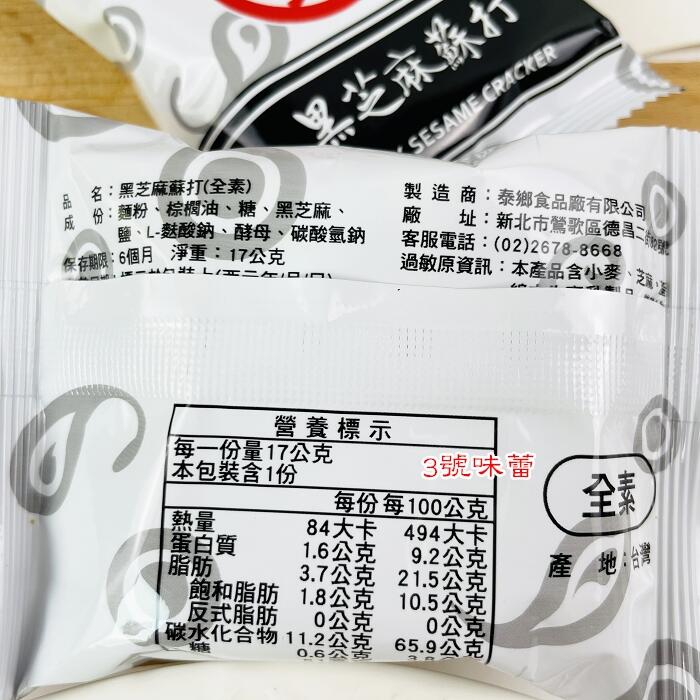 黑芝麻蘇打
SESAME CRACKER
品　名：黑芝麻蘇打(全素)
成　份：麵粉、棕櫚油、糖、黑芝麻、
鹽、L-麩酸鈉、酵母、碳酸氫鈉
保存期限：6個月　淨重：17公克
製 造 商：泰鄉食品廠有限公司
廠　　址：新北市鶯歌區德昌二街
客服電話：(02)2678-8668
過敏原資訊：本產品含小麥、芝麻，
營養標示
每一份量17公克
本包裝含1份
每份 每100公克
熱量 84大卡 494大卡
蛋白質 1.6公克 9.2公克
脂肪 3.7公克 21.5公克
飽和脂肪 1.8公克 10.5公克
反式脂肪 0公克 0公克
碳水化合物 11.2公克 65.9公克
糖 0.6公克
3號味蕾
全素
產　地：台灣